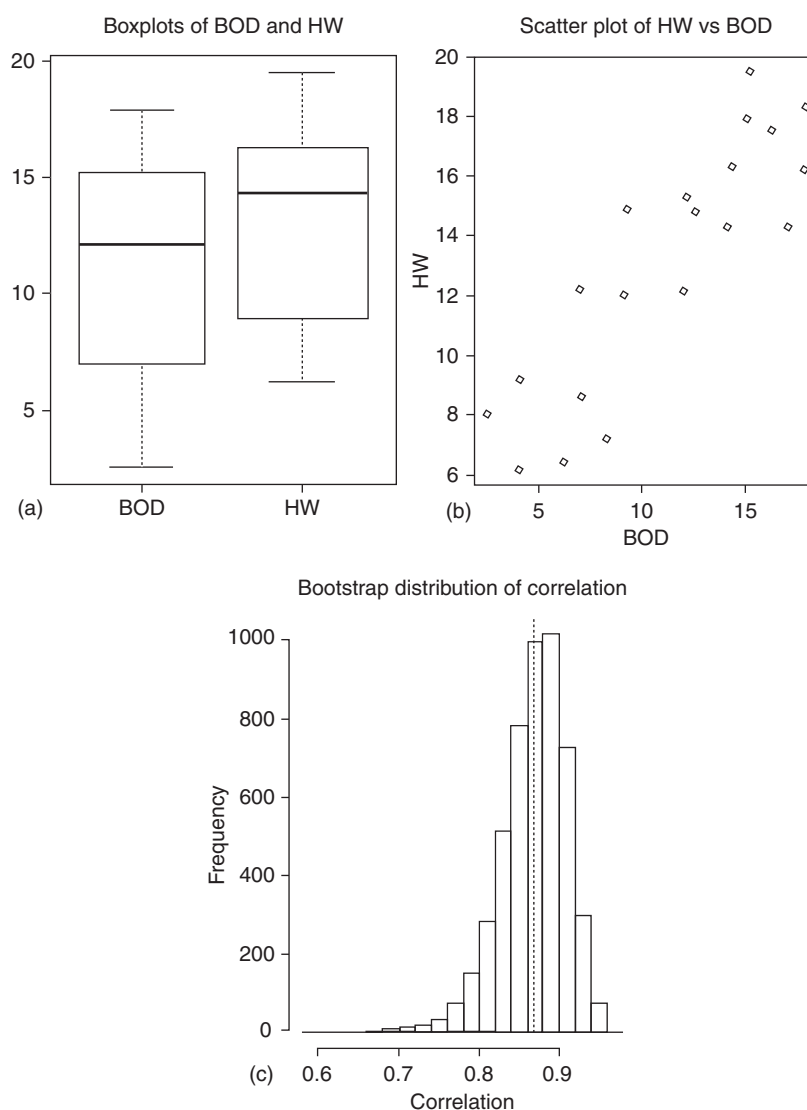 Boxplots of BOD and HW
20
15
10
5
(a)
BOD
HW
Scatter plot of HW vs BOD
20
18
16
14
12
10
8
6
HW
(b)
5
10
15
BOD
Bootstrap distribution of correlation
1000
800
600
400
200
0
Frequency
(c)
0.6
0.7
0.8
0.9
Correlation